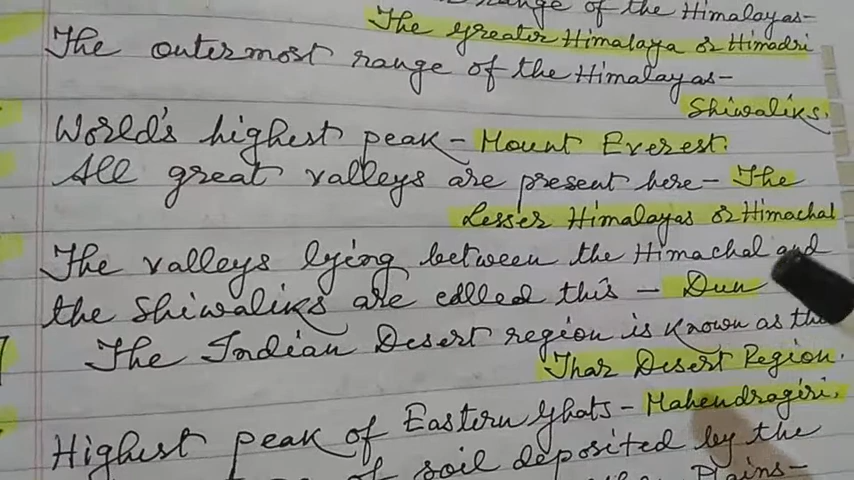 range of the Himalayas-
The greater Himalaya or Himadri
The outermost range of the Himalayas-
Shiwaliks.
World's highest peak- Mount Everest.
All great valleys are present here- The
Lesser Himalayas or Himachal
The valleys lying between the Himachal and
the Shiwaliks are called this - Dun
The Indian Desert region is known as the
Thar Desert Region.
Highest peak of Eastern Ghats- Mahendragiri.
of soil deposited by the
Plains-